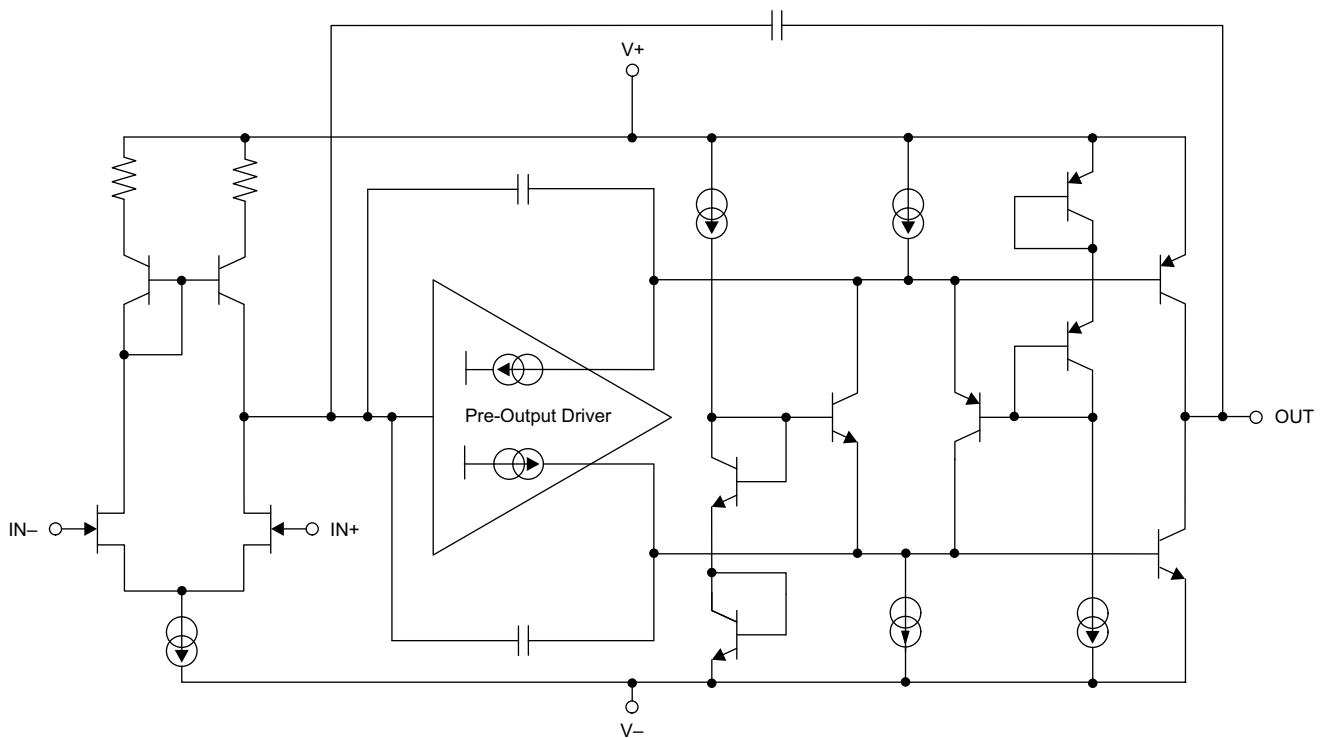 V+
Pre-Output Driver
OUT
IN–
IN+
V–